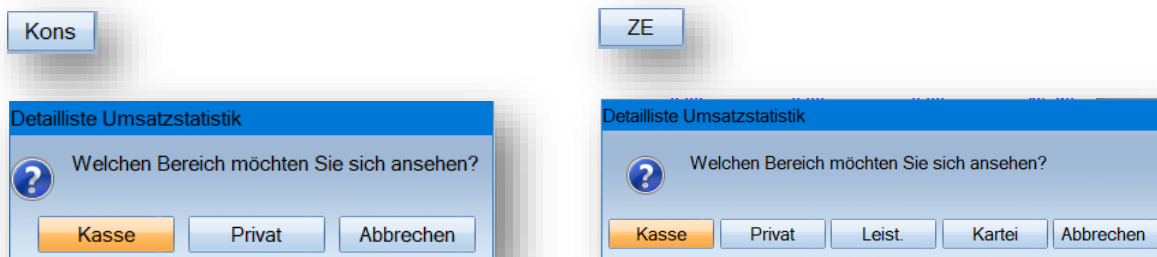 Kons
Detailliste Umsatzstatistik
Welchen Bereich möchten Sie sich ansehen?
Kasse Privat Abbrechen
ZE
Detailliste Umsatzstatistik
Welchen Bereich möchten Sie sich ansehen?
Kasse Privat Leist. Kartei Abbrechen